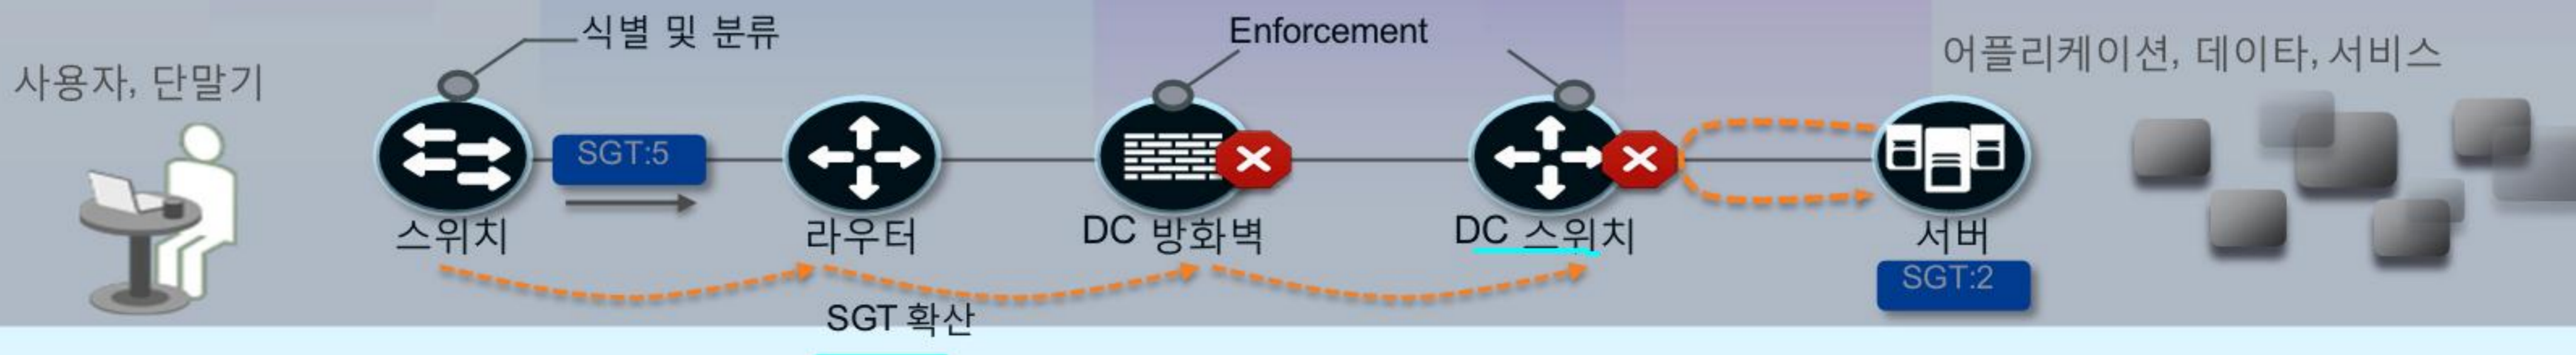 식별 및 분류
Enforcement
사용자, 단말기
어플리케이션, 데이타, 서비스
SGT:5
스위치
라우터
DC 방화벽
DC 스위치
서버
SGT:2
SGT 확산